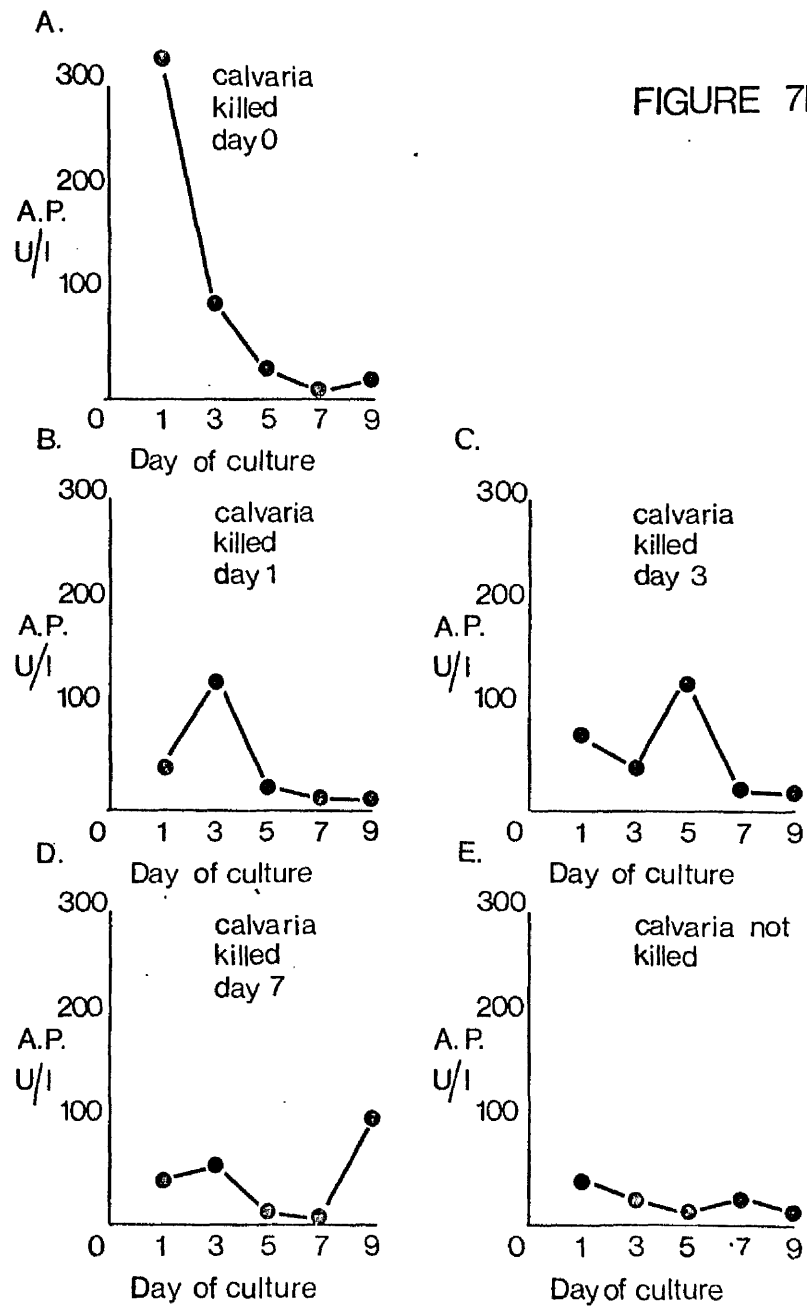 A.
FIGURE 7
300
200
100
0
A.P.
U/l
calvaria
killed
day 0
1 3 5 7 9
Day of culture
B.
300
200
100
0
A.P.
U/l
calvaria
killed
day 1
1 3 5 7 9
Day of culture
C.
300
200
100
0
A.P.
U/l
calvaria
killed
day 3
1 3 5 7 9
Day of culture
D.
300
200
100
0
A.P.
U/l
calvaria
killed
day 7
1 3 5 7 9
Day of culture
E.
300
200
100
0
A.P.
U/l
calvaria not
killed
1 3 5 7 9
Day of culture